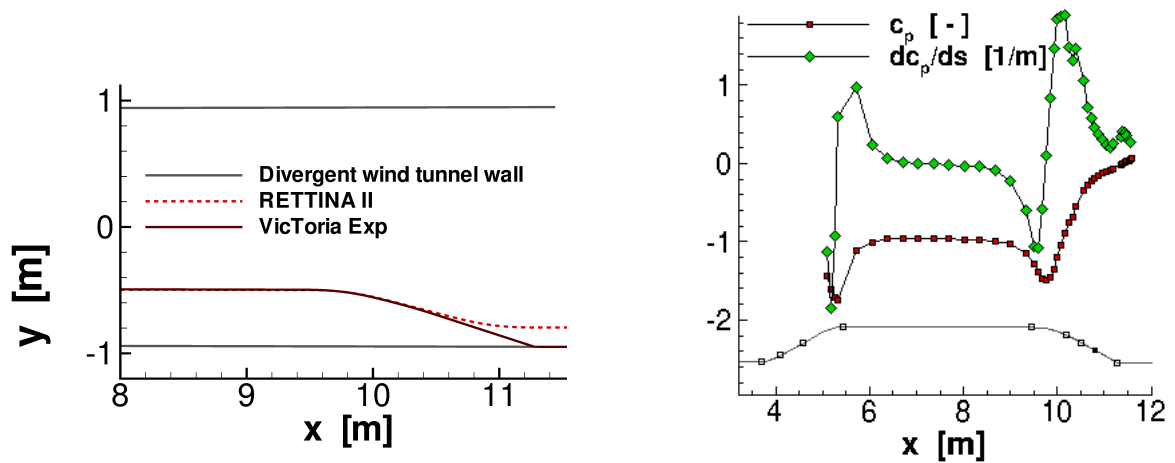 1
0
-1
y [m]
Divergent wind tunnel wall
RETTINA II
VicToria Exp
8 9 10 11
x [m]
c_p [ - ]
dc_p/ds [1/m]
1
0
-1
-2
4 6 8 10 12
x [m]